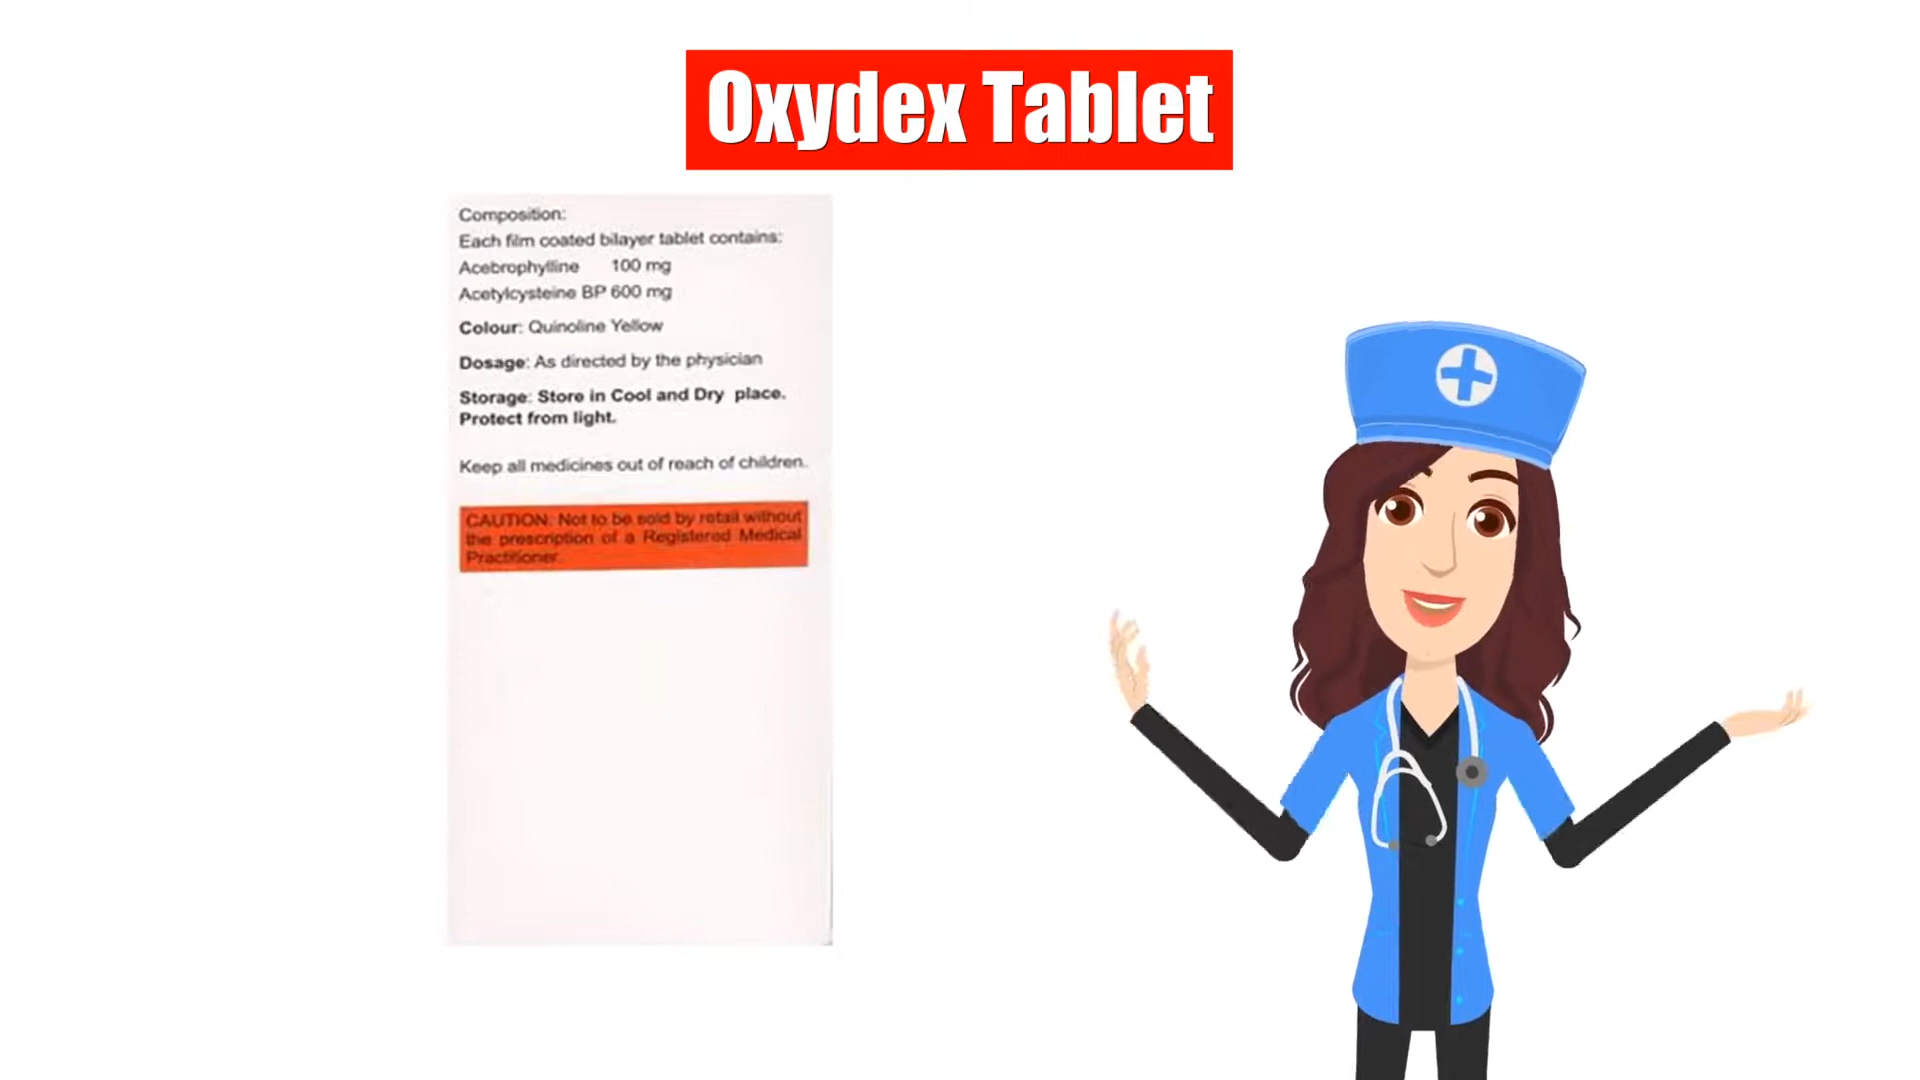 Oxydex Tablet
Composition:
Each film coated bilayer tablet contains:
Acebrophylline 100 mg
Acetylcysteine BP 600 mg
Colour: Quinoline Yellow
Dosage: As directed by the physician
Storage: Store in Cool and Dry place.
Protect from light.
Keep all medicines out of reach of children.
CAUTION: Not to be sold by retail without
the prescription of a Registered Medical
Practitioner.